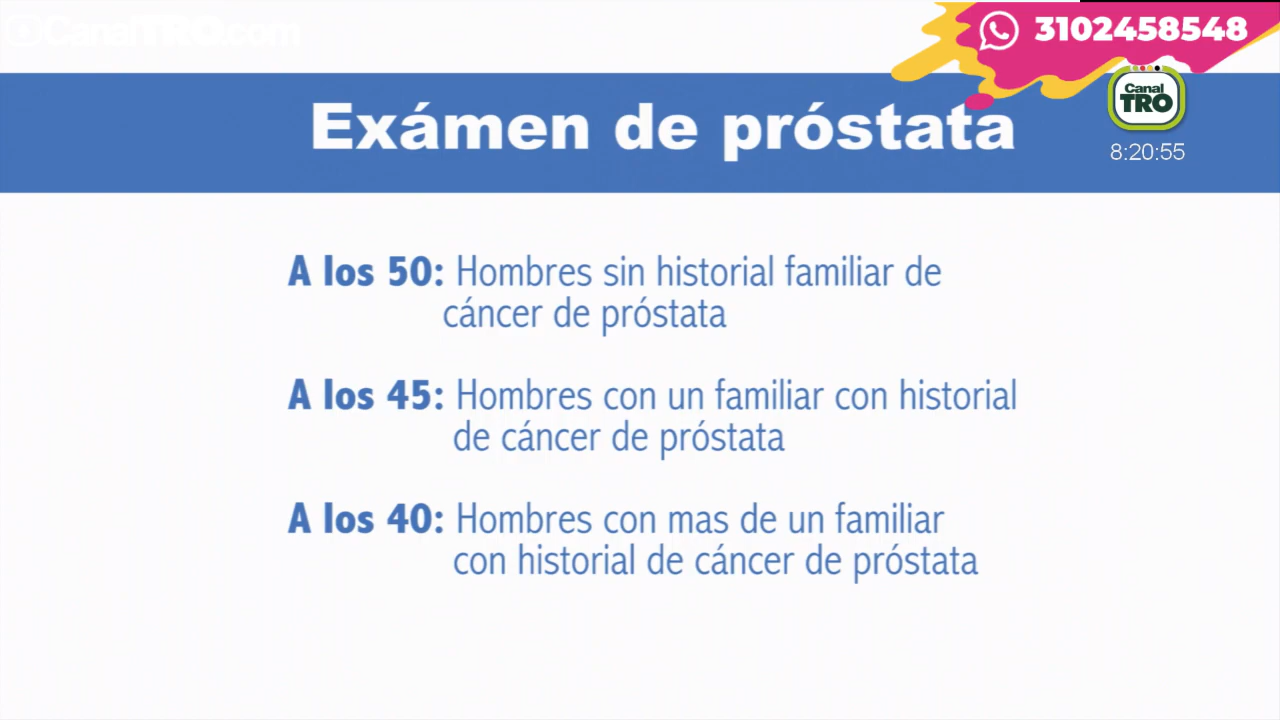 CanalTRO.com
3102458548
Exámen de próstata
Canal
TRO
8:20:55
A los 50: Hombres sin historial familiar de
cáncer de próstata
A los 45: Hombres con un familiar con historial
de cáncer de próstata
A los 40: Hombres con mas de un familiar
con historial de cáncer de próstata